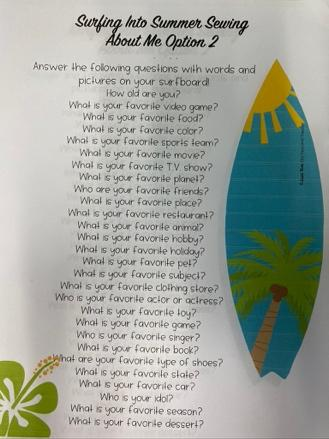 Surfing Into Summer Sewing
About Me Option 2
Answer the following questions with words and
pictures on your surfboard!
How old are you?
What is your favorite video game?
What is your favorite food?
What is your favorite color?
What is your favorite sports team?
What is your favorite movie?
What is your favorite T.V. show?
What is your favorite planet?
Who are your favorite friends?
What is your favorite place?
What is your favorite restaurant?
What is your favorite animal?
What is your favorite hobby?
What is your favorite holiday?
What is your favorite pet?
What is your favorite subject?
What is your favorite clothing store?
Who is your favorite actor or actress?
What is your favorite toy?
What is your favorite game?
Who is your favorite singer?
What is your favorite book?
What are your favorite type of shoes?
What is your favorite state?
What is your favorite car?
Who is your idol?
What is your favorite season?
What is your favorite dessert?